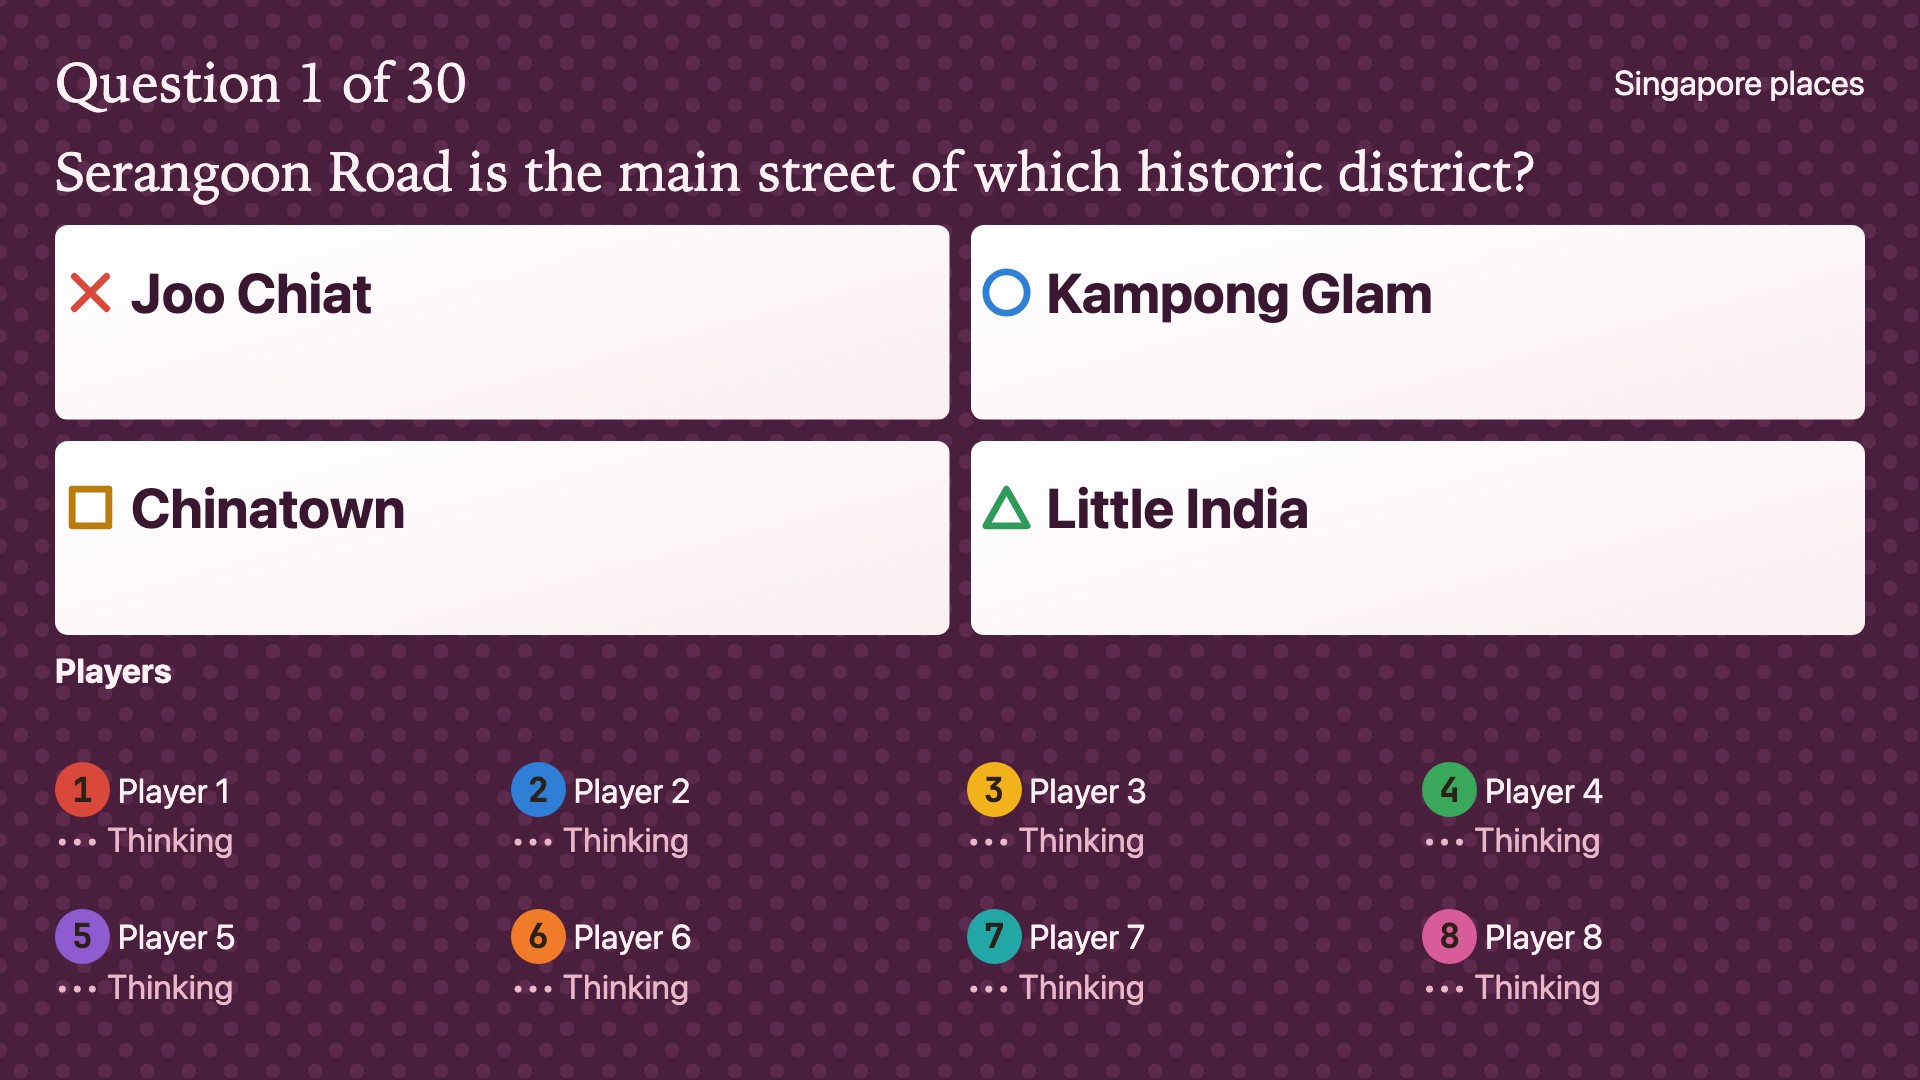 Question 1 of 30
Singapore places
Serangoon Road is the main street of which historic district?
Joo Chiat
Kampong Glam
Chinatown
Little India
Players
1 Player 1
2 Player 2
3 Player 3
4 Player 4
••• Thinking
••• Thinking
••• Thinking
••• Thinking
5 Player 5
6 Player 6
7 Player 7
8 Player 8
••• Thinking
••• Thinking
••• Thinking
••• Thinking